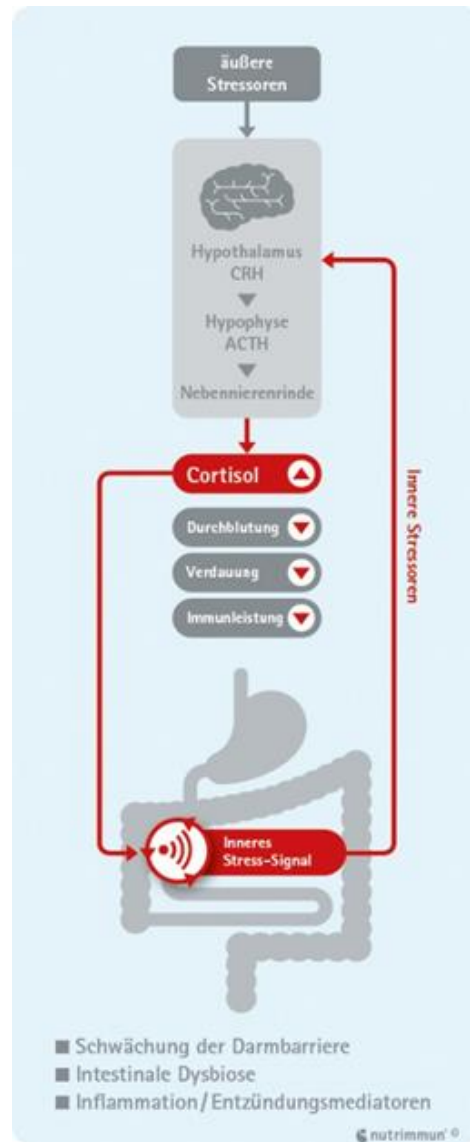 äußere
Stressoren
Hypothalamus
CRH
Hypophyse
ACTH
Nebennierenrinde
Cortisol
Durchblutung
Verdauung
Immunleistung
Innere Stressoren
Inneres
Stress-Signal
Schwächung der Darmbarriere
Intestinale Dysbiose
Inflammation/Entzündungsmediatoren
nutrimmun® ©